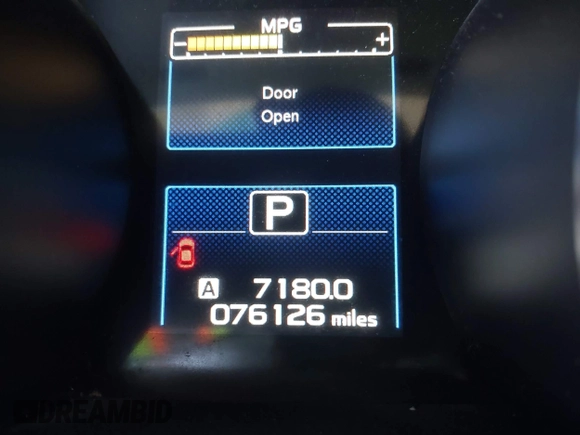 MPG
− +
Door
Open
P
A 7180.0
076126 miles
DREAMBID